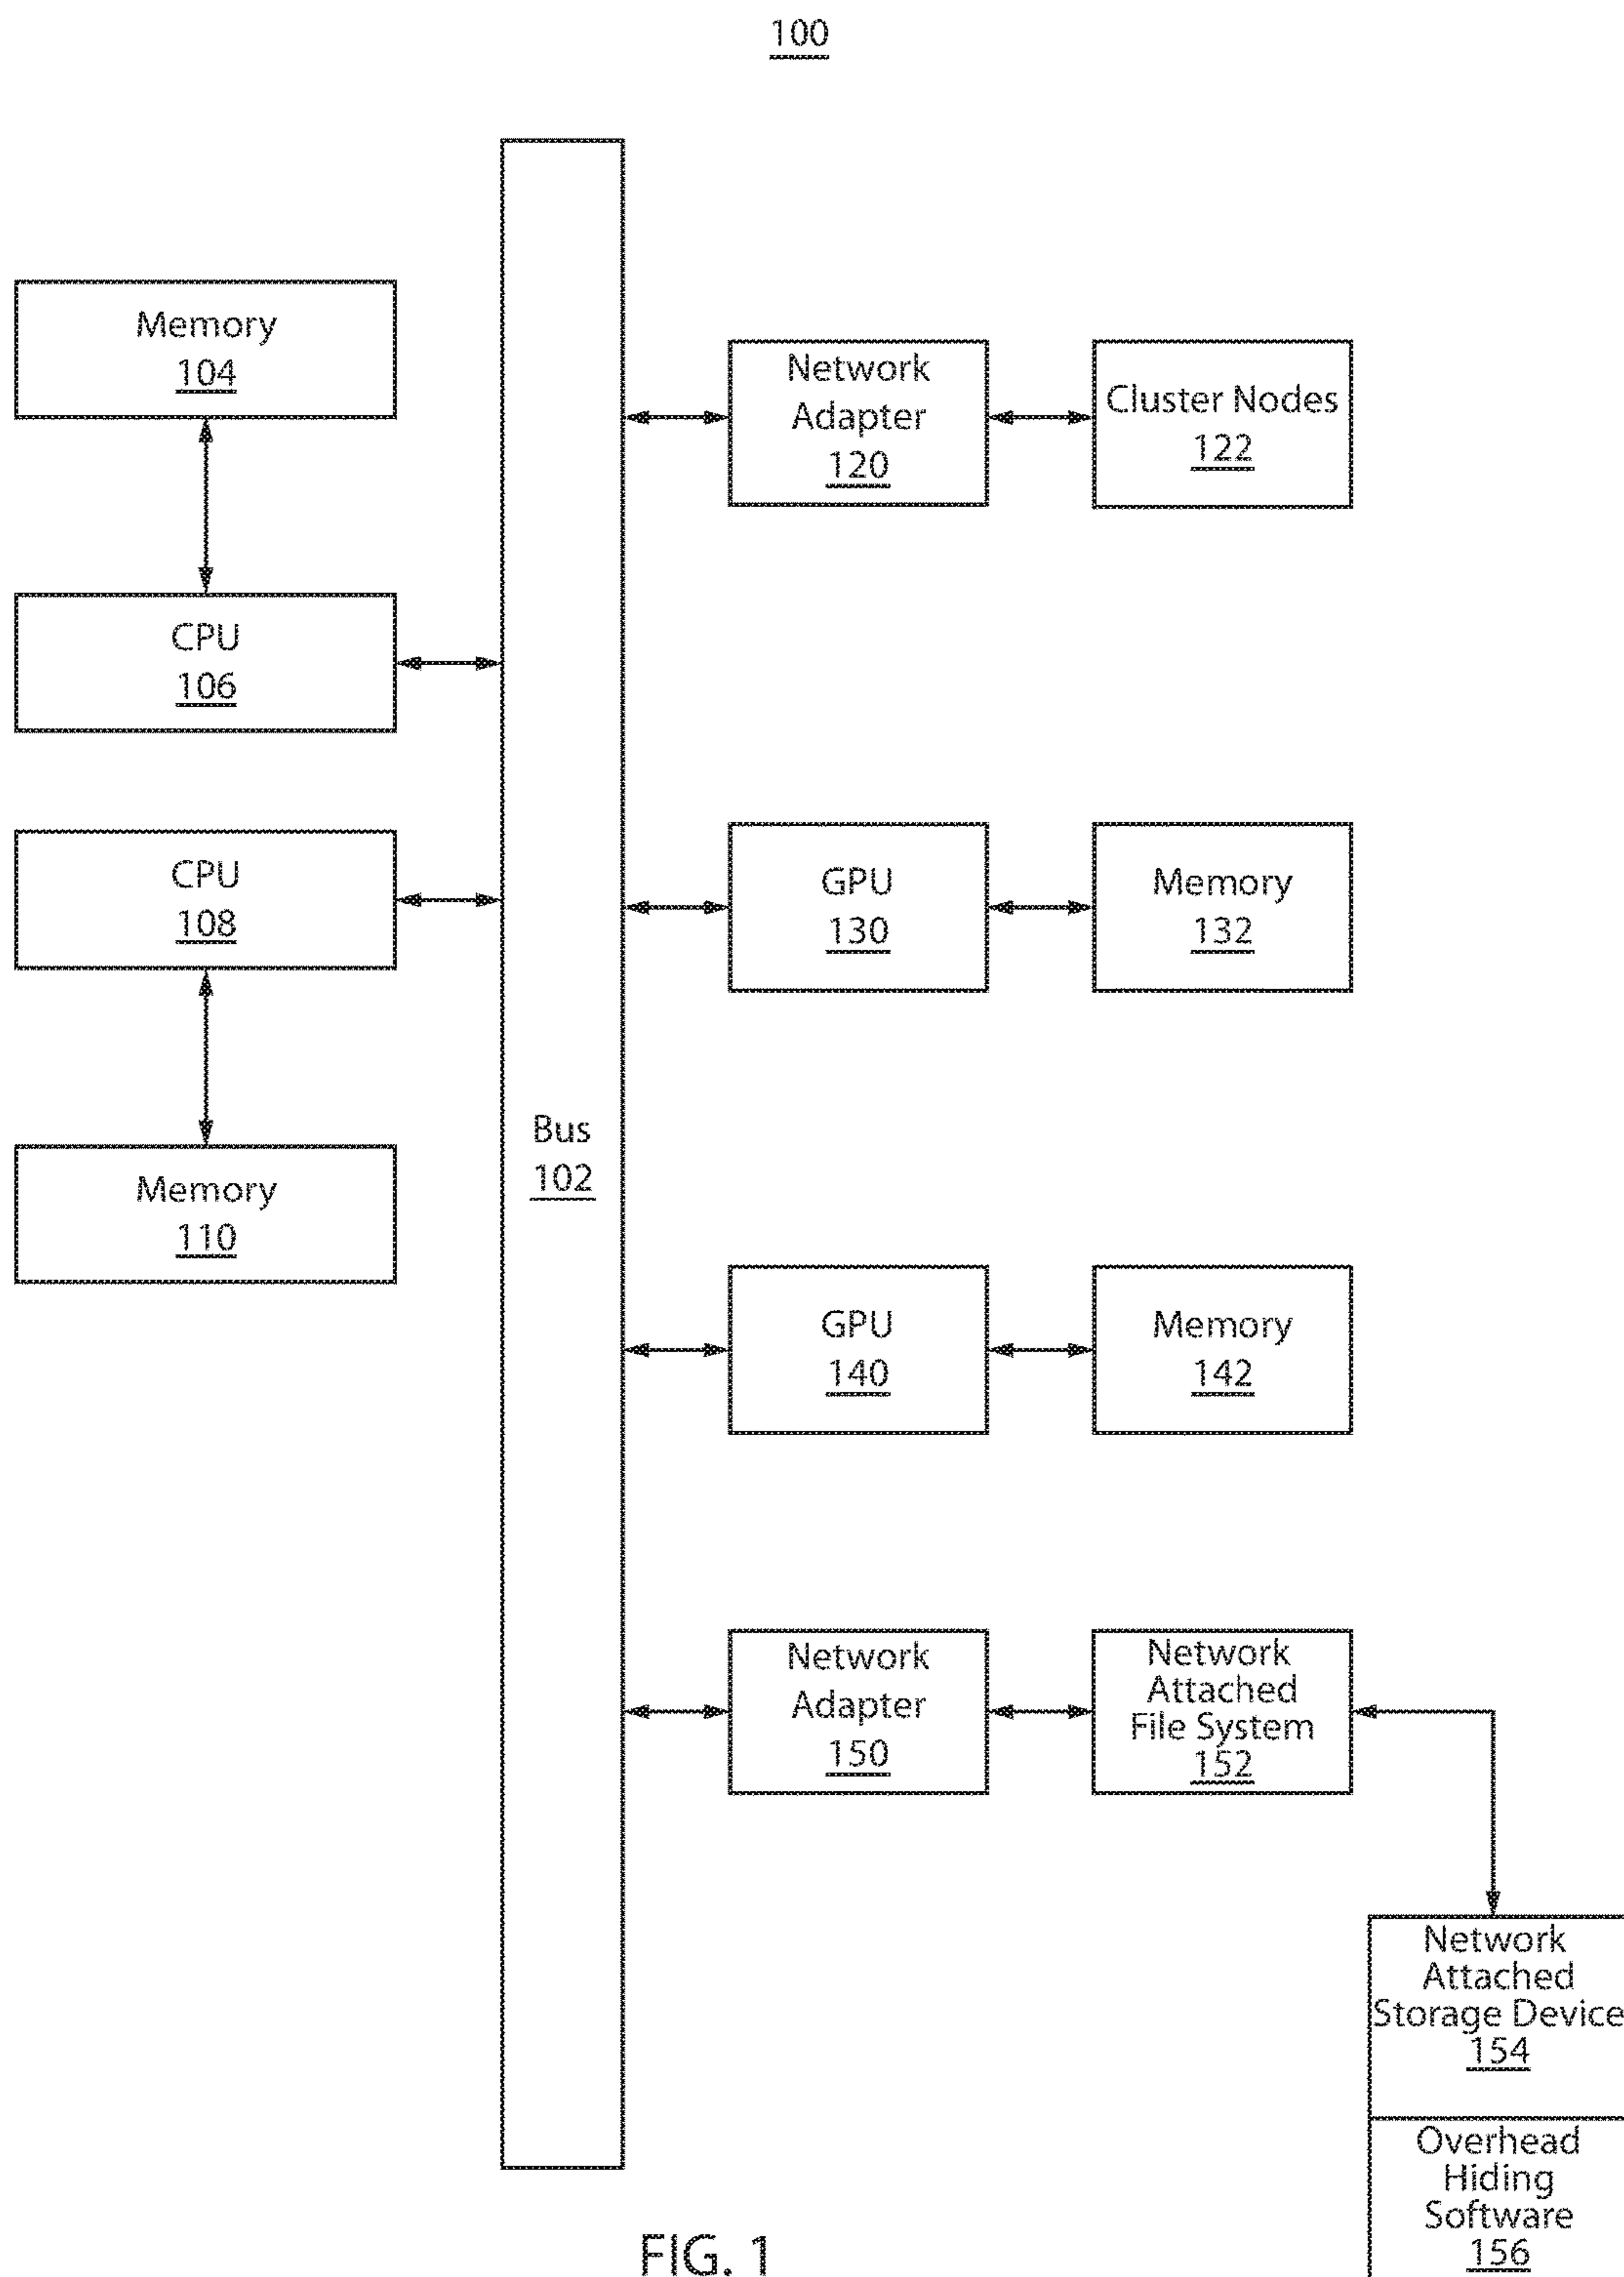 100
Memory
104
CPU
106
CPU
108
Memory
110
Bus
102
Network
Adapter
120
Cluster Nodes
122
GPU
130
Memory
132
GPU
140
Memory
142
Network
Adapter
150
Network
Attached
File System
152
Network
Attached
Storage Device
154
Overhead
Hiding
Software
156
FIG. 1